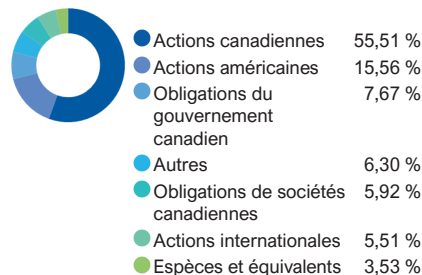 Actions canadiennes 55,51 %
Actions américaines 15,56 %
Obligations du 7,67 %
gouvernement
canadien
Autres 6,30 %
Obligations de sociétés 5,92 %
canadiennes
Actions internationales 5,51 %
Espèces et équivalents 3,53 %